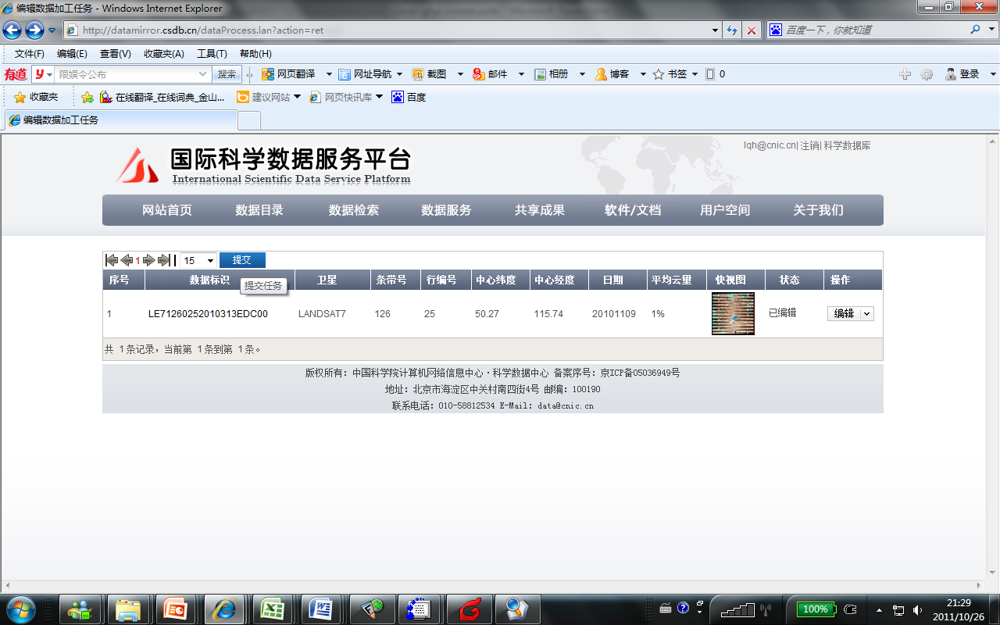 编辑数据加工任务 - Windows Internet Explorer
http://datamirror.csdb.cn/dataProcess.lan?action=ret
百度一下，你就知道
文件(F) 编辑(E) 查看(V) 收藏夹(A) 工具(T) 帮助(H)
有道 y 限娱令公布 搜索 网页翻译 网址导航 截图 邮件 相册 博客 书签 0 登录
收藏夹 在线翻译_在线词典_金山... 建议网站 网页快讯库 百度
编辑数据加工任务
lqh@cnic.cn| 注销| 科学数据库
国际科学数据服务平台
International Scientific Data Service Platform
网站首页 数据目录 数据检索 数据服务 共享成果 软件/文档 用户空间 关于我们
1 15 提交
序号 数据标识 卫星 条带号 行编号 中心纬度 中心经度 日期 平均云量 快视图 状态 操作
提交任务
1 LE71260252010313EDC00 LANDSAT7 126 25 50.27 115.74 20101109 1% 已编辑 编辑
共 1 条记录，当前第 1 条到第 1 条。
版权所有：中国科学院计算机网络信息中心·科学数据中心 备案序号：京ICP备05036949号
地址：北京市海淀区中关村南四街4号 邮编：100190
联系电话：010-58812534 E-Mail：data@cnic.cn
100% 21:29
2011/10/26